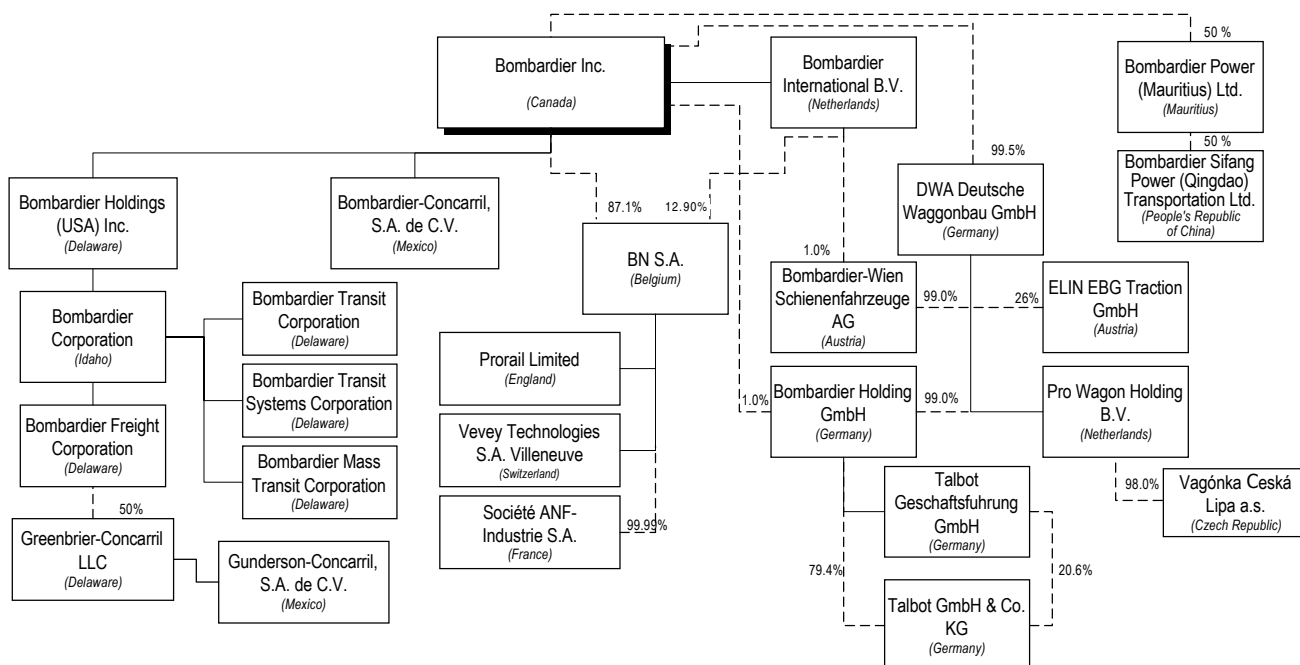 50 %
Bombardier Inc.
(Canada)
Bombardier
International B.V.
(Netherlands)
Bombardier Power
(Mauritius) Ltd.
(Mauritius)
50 %
99.5%
Bombardier Sifang
Power (Qingdao)
Transportation Ltd.
(People's Republic
of China)
Bombardier Holdings
(USA) Inc.
(Delaware)
Bombardier-Concarril,
S.A. de C.V.
(Mexico)
87.1%
12.90%
DWA Deutsche
Waggonbau GmbH
(Germany)
BN S.A.
(Belgium)
1.0%
Bombardier-Wien
Schienenfahrzeuge
AG
(Austria)
99.0%
26%
ELIN EBG Traction
GmbH
(Austria)
Bombardier
Corporation
(Idaho)
Bombardier Transit
Corporation
(Delaware)
Prorail Limited
(England)
Bombardier Transit
Systems Corporation
(Delaware)
1.0%
Bombardier Holding
GmbH
(Germany)
99.0%
Pro Wagon Holding
B.V.
(Netherlands)
Bombardier Freight
Corporation
(Delaware)
Vevey Technologies
S.A. Villeneuve
(Switzerland)
Bombardier Mass
Transit Corporation
(Delaware)
98.0%
Vagónka Ceská
Lipa a.s.
(Czech Republic)
Talbot
Geschaftsfuhrung
GmbH
(Germany)
50%
Société ANF-
Industrie S.A.
(France)
99.99%
Greenbrier-Concarril
LLC
(Delaware)
Gunderson-Concarril,
S.A. de C.V.
(Mexico)
79.4%
20.6%
Talbot GmbH & Co.
KG
(Germany)